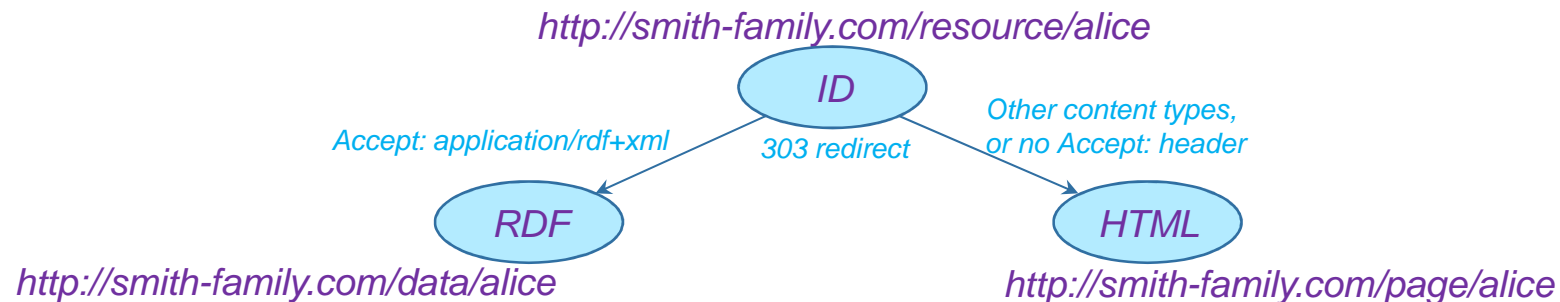 http://smith-family.com/resource/alice
ID
Accept: application/rdf+xml
303 redirect
Other content types,
or no Accept: header
RDF
HTML
http://smith-family.com/data/alice
http://smith-family.com/page/alice